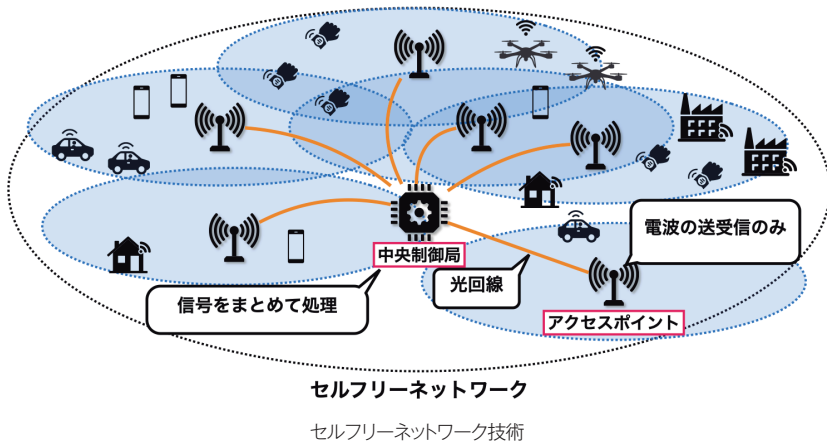 電波の送受信のみ
中央制御局
光回線
信号をまとめて処理
アクセスポイント
セルフリーネットワーク
セルフリーネットワーク技術